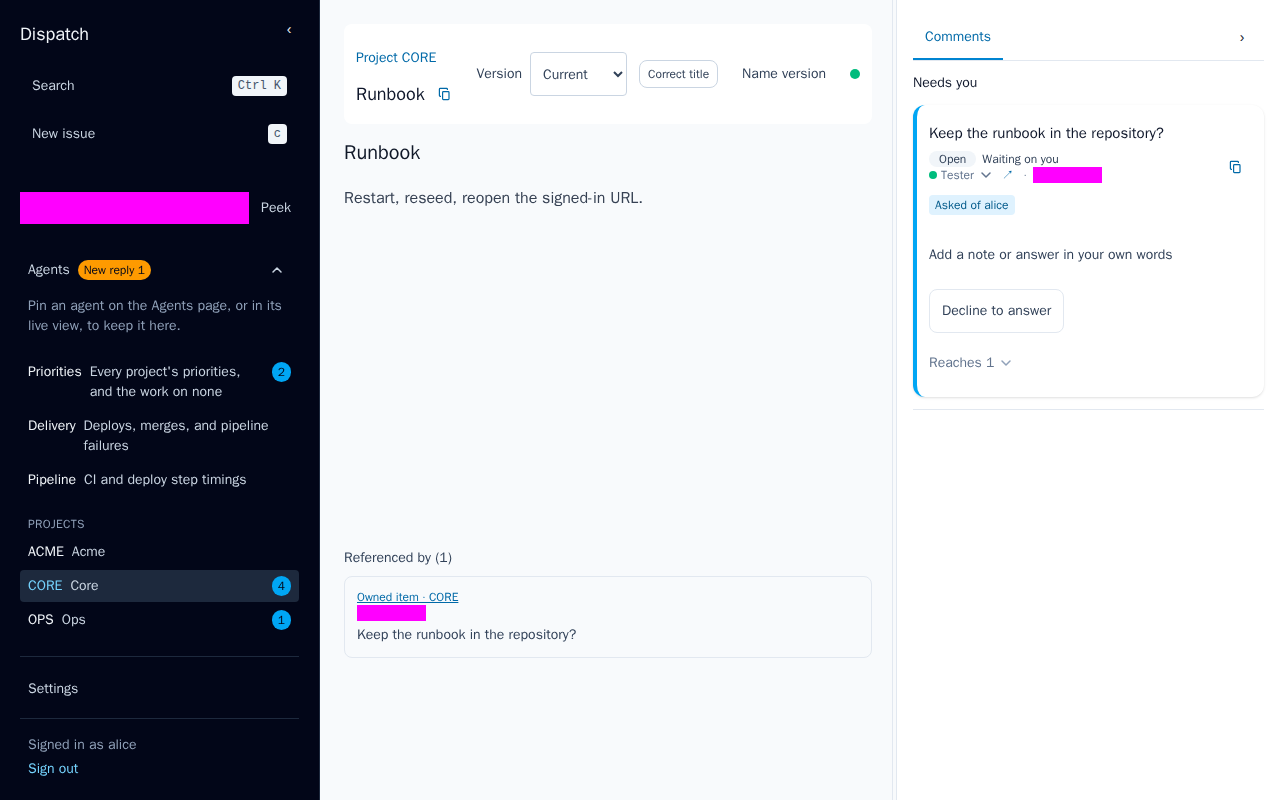 Dispatch
Search
Ctrl K
New issue
C
Peek
Agents
New reply 1
Pin an agent on the Agents page, or in its
live view, to keep it here.
Priorities
Every project's priorities,
and the work on none
2
Delivery
Deploys, merges, and pipeline
failures
Pipeline
CI and deploy step timings
PROJECTS
ACME Acme
CORE Core
4
OPS Ops
1
Settings
Signed in as alice
Sign out
Project CORE
Runbook
Version
Current
Correct title
Name version
Runbook
Restart, reseed, reopen the signed-in URL.
Referenced by (1)
Owned item · CORE
Keep the runbook in the repository?
Comments
Needs you
Keep the runbook in the repository?
Open
Waiting on you
Tester
·
Asked of alice
Add a note or answer in your own words
Decline to answer
Reaches 1